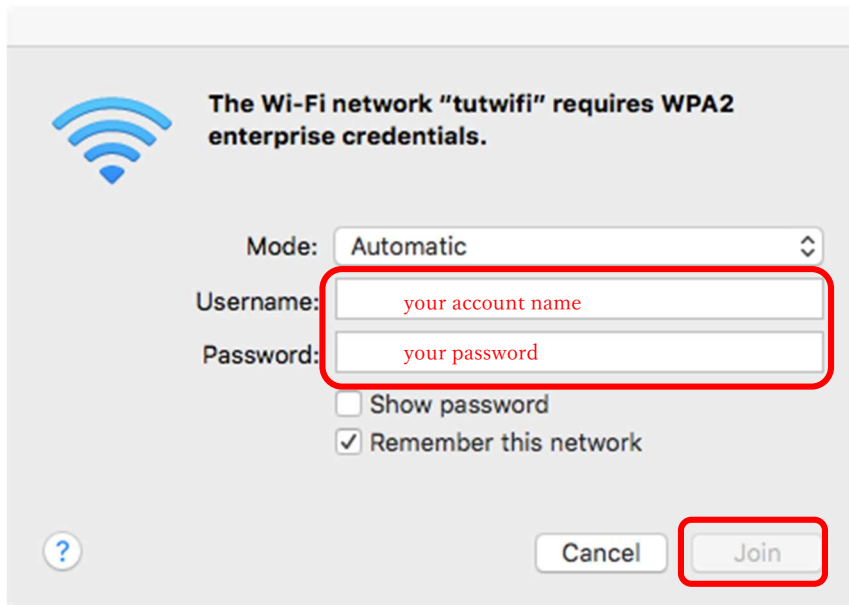 The Wi-Fi network “tutwifi” requires WPA2
enterprise credentials.
Mode: Automatic
Username: your account name
Password: your password
Show password
Remember this network
? Cancel Join